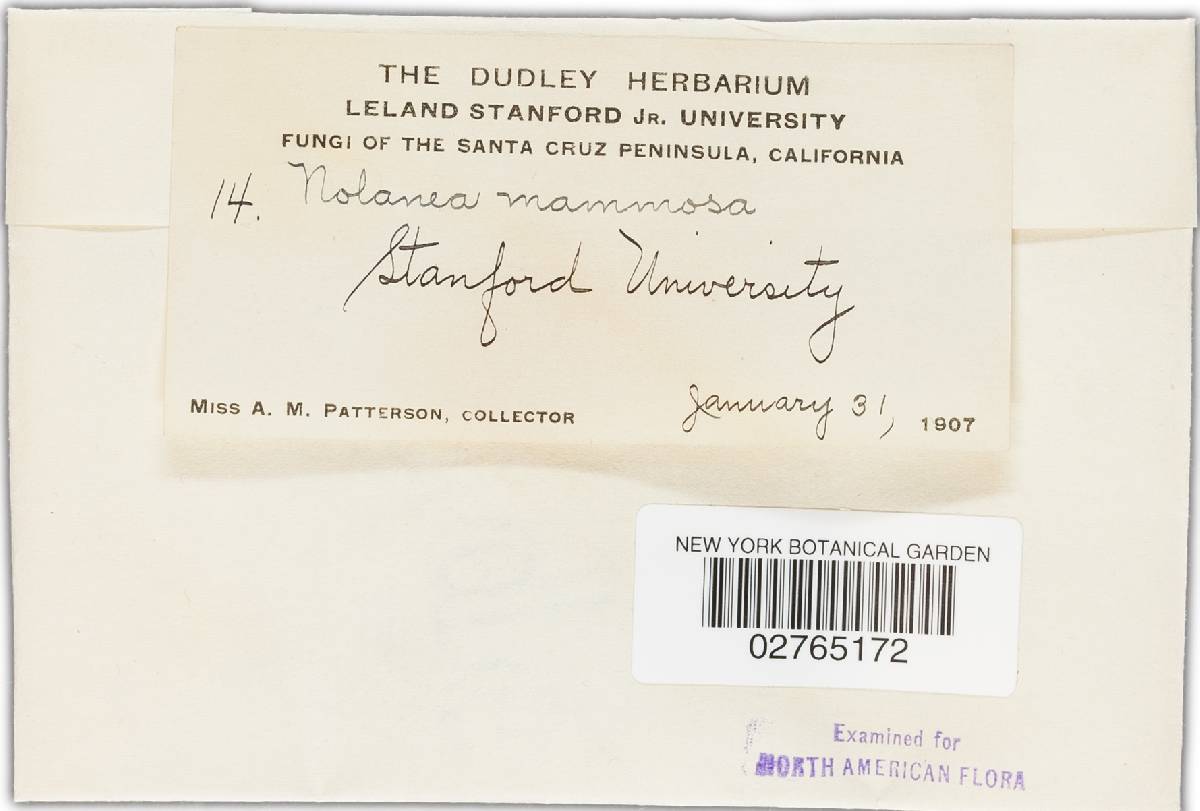 THE DUDLEY HERBARIUM
LELAND STANFORD JR. UNIVERSITY
FUNGI OF THE SANTA CRUZ PENINSULA, CALIFORNIA
14. Nolanea mammosa
Stanford University
MISS A. M. PATTERSON, COLLECTOR January 31, 1907
NEW YORK BOTANICAL GARDEN
02765172
Examined for
NORTH AMERICAN FLORA